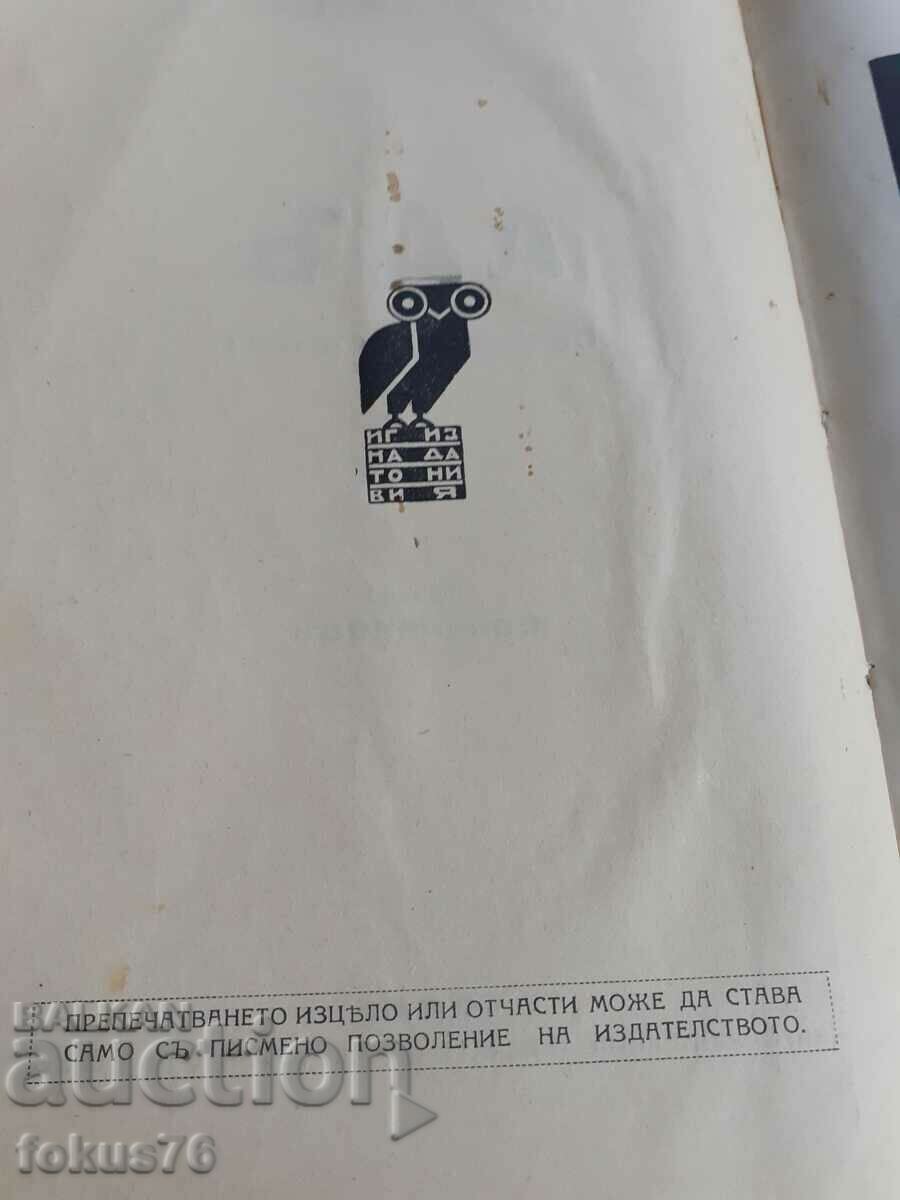 ИГ ИЗ
НА ДА
ТО НИ
ВИ Я
ПРЕПЕЧАТВАНЕТО ИЗЦѢЛО ИЛИ ОТЧАСТИ МОЖЕ ДА СТАВА
САМО СЪ ПИСМЕНО ПОЗВОЛЕНИЕ НА ИЗДАТЕЛСТВОТО.
BALKAN
auction
fokus76